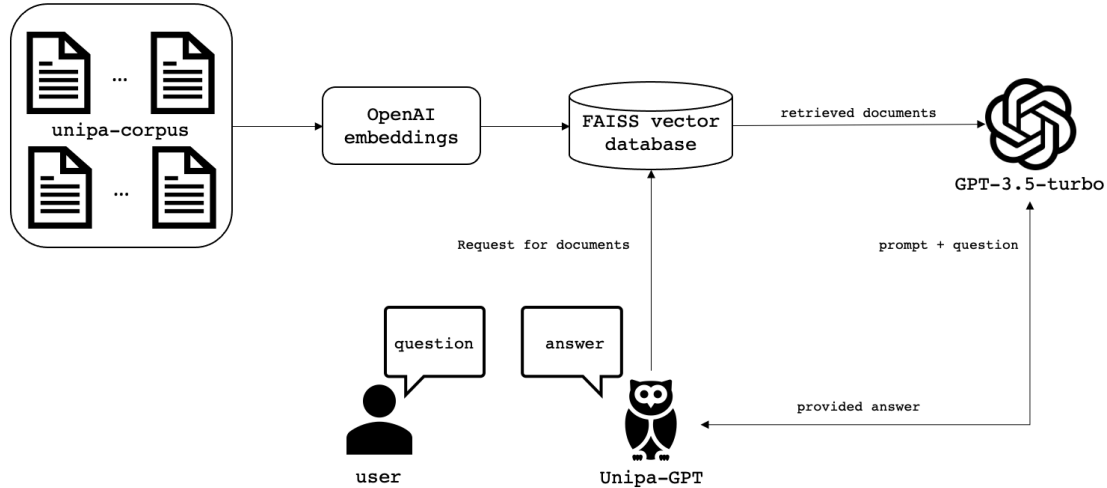 ...
unipa-corpus
...
OpenAI
embeddings
FAISS vector
database
retrieved documents
GPT-3.5-turbo
Request for documents
prompt + question
question
answer
provided answer
user
Unipa-GPT